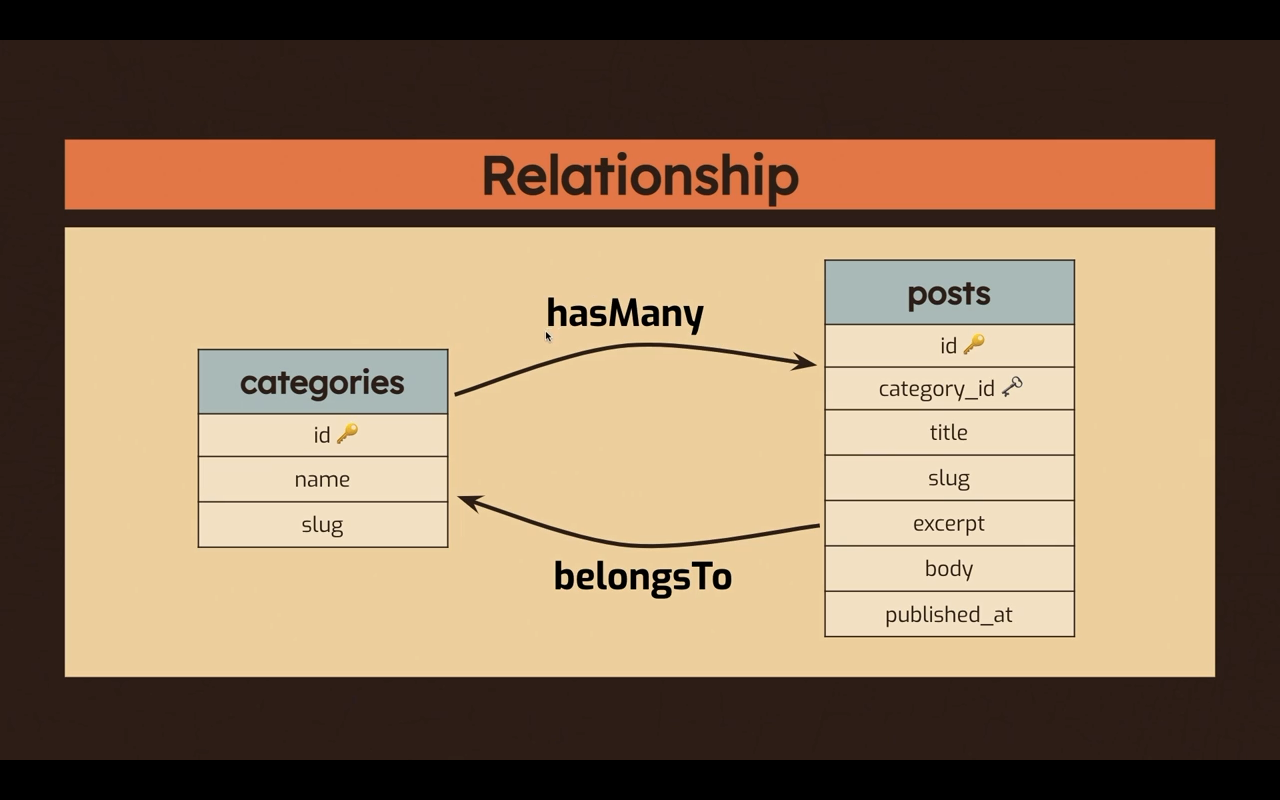 Relationship
hasMany
categories
id
name
slug
belongsTo
posts
id
category_id
title
slug
excerpt
body
published_at